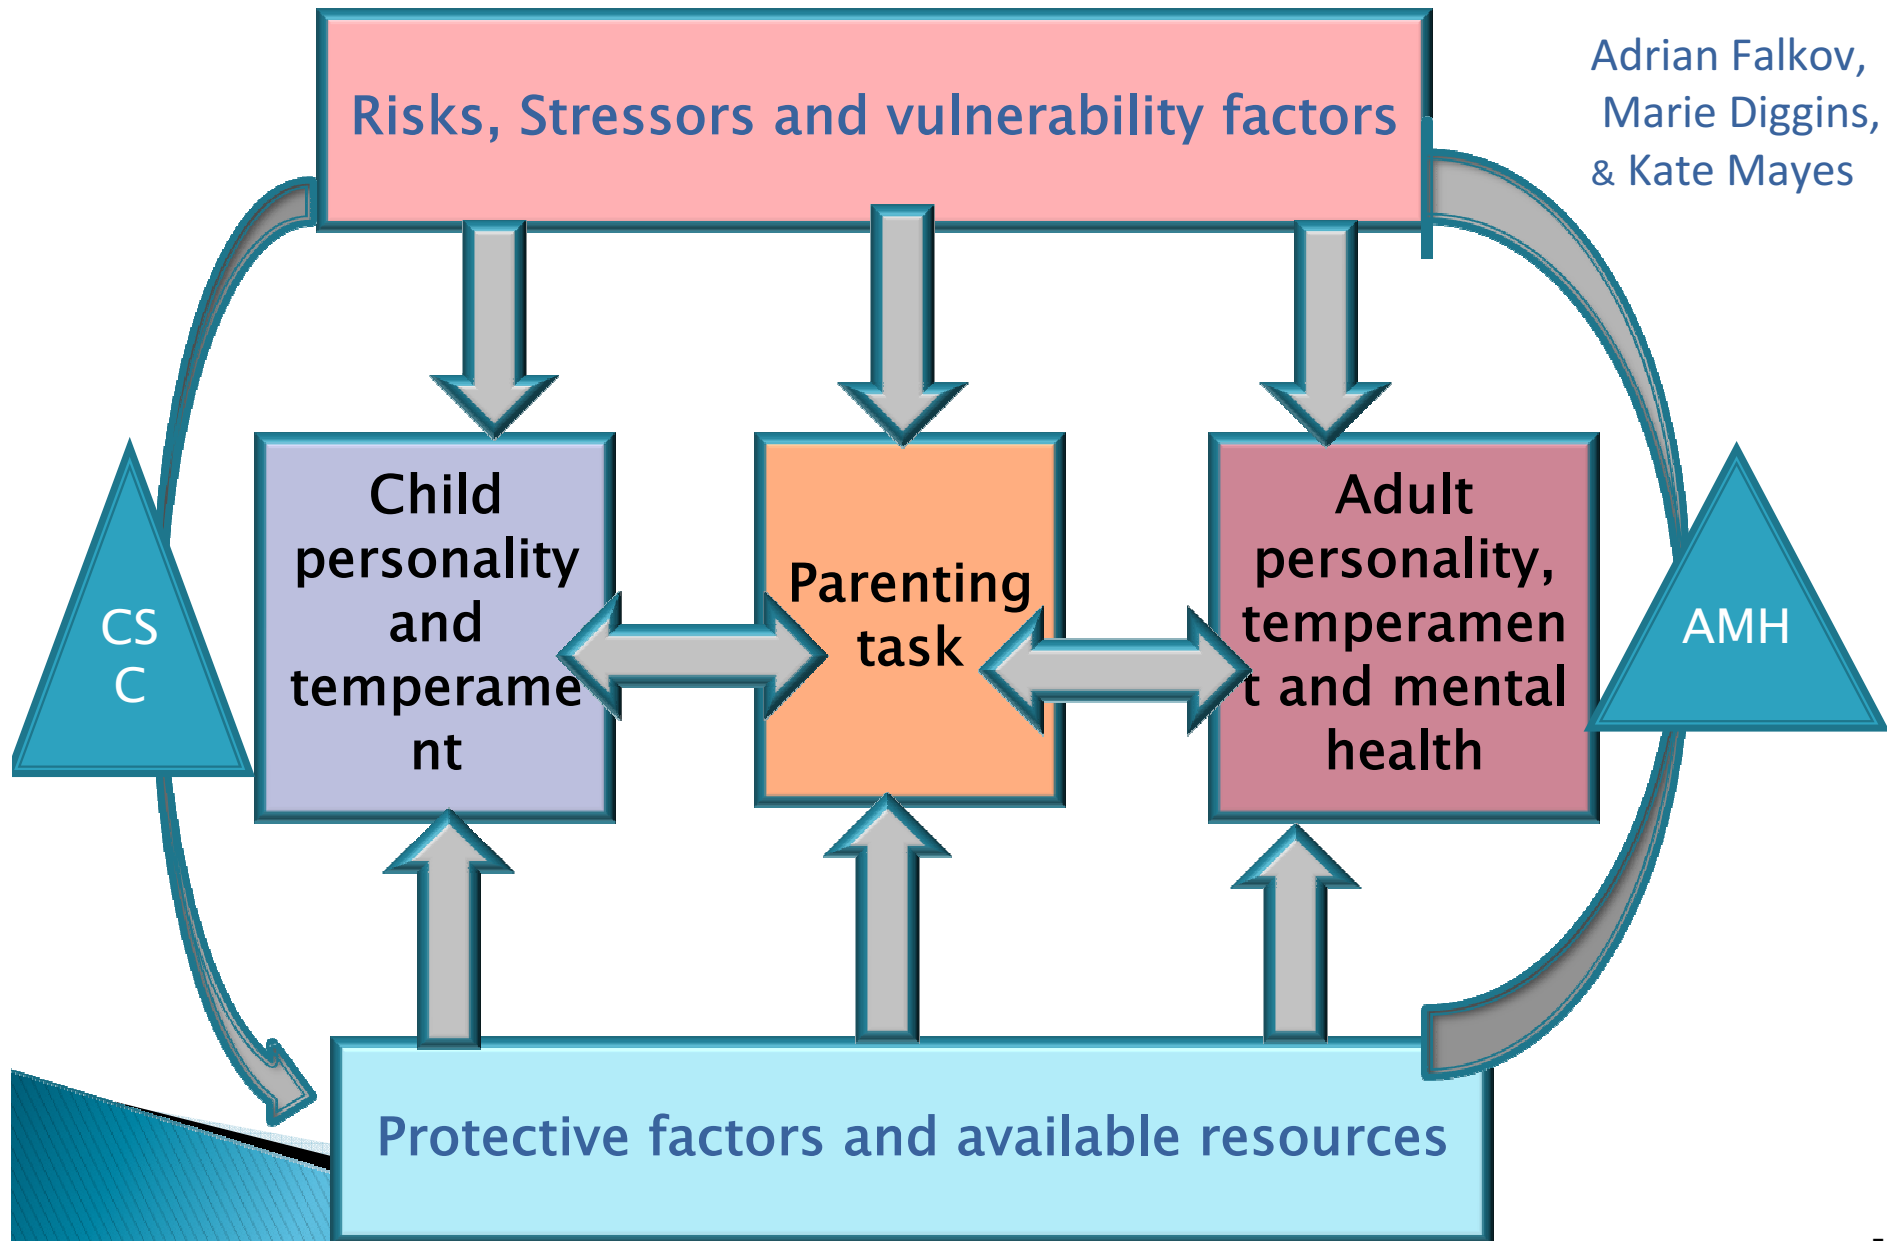 Adrian Falkov,
Marie Diggins,
& Kate Mayes
Risks, Stressors and vulnerability factors
CS
C
Child
personality
and
temperame
nt
Parenting
task
Adult
personality,
temperamen
t and mental
health
AMH
Protective factors and available resources